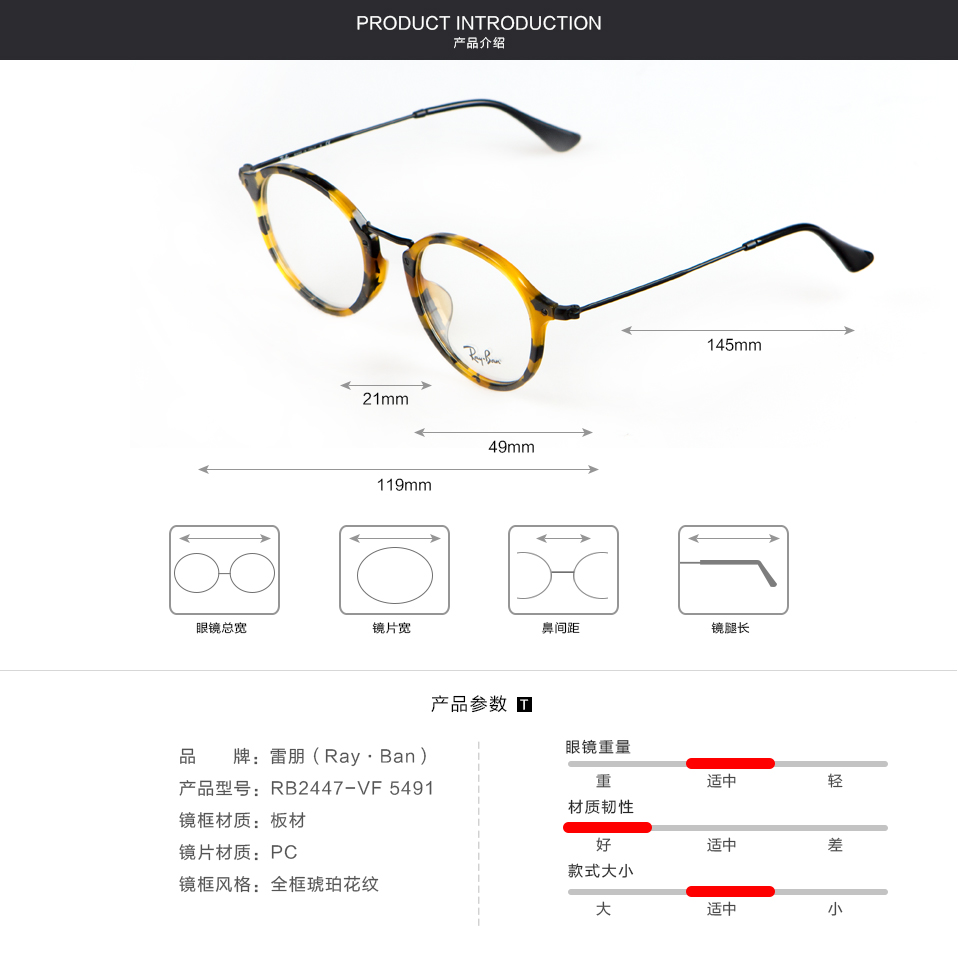 PRODUCT INTRODUCTION
产品介绍
145mm
Ray-Ban
21mm
49mm
119mm
眼镜总宽
镜片宽
鼻间距
镜腿长
产品参数 T
品 牌：雷朋（Ray·Ban）
产品型号：RB2447-VF 5491
镜框材质：板材
镜片材质：PC
镜框风格：全框琥珀花纹
眼镜重量
重 适中 轻
材质韧性
好 适中 差
款式大小
大 适中 小